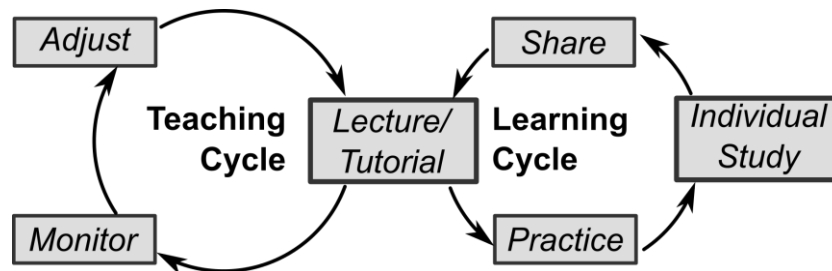 Adjust
Share
Teaching
Cycle
Lecture/
Tutorial
Learning
Cycle
Individual
Study
Monitor
Practice